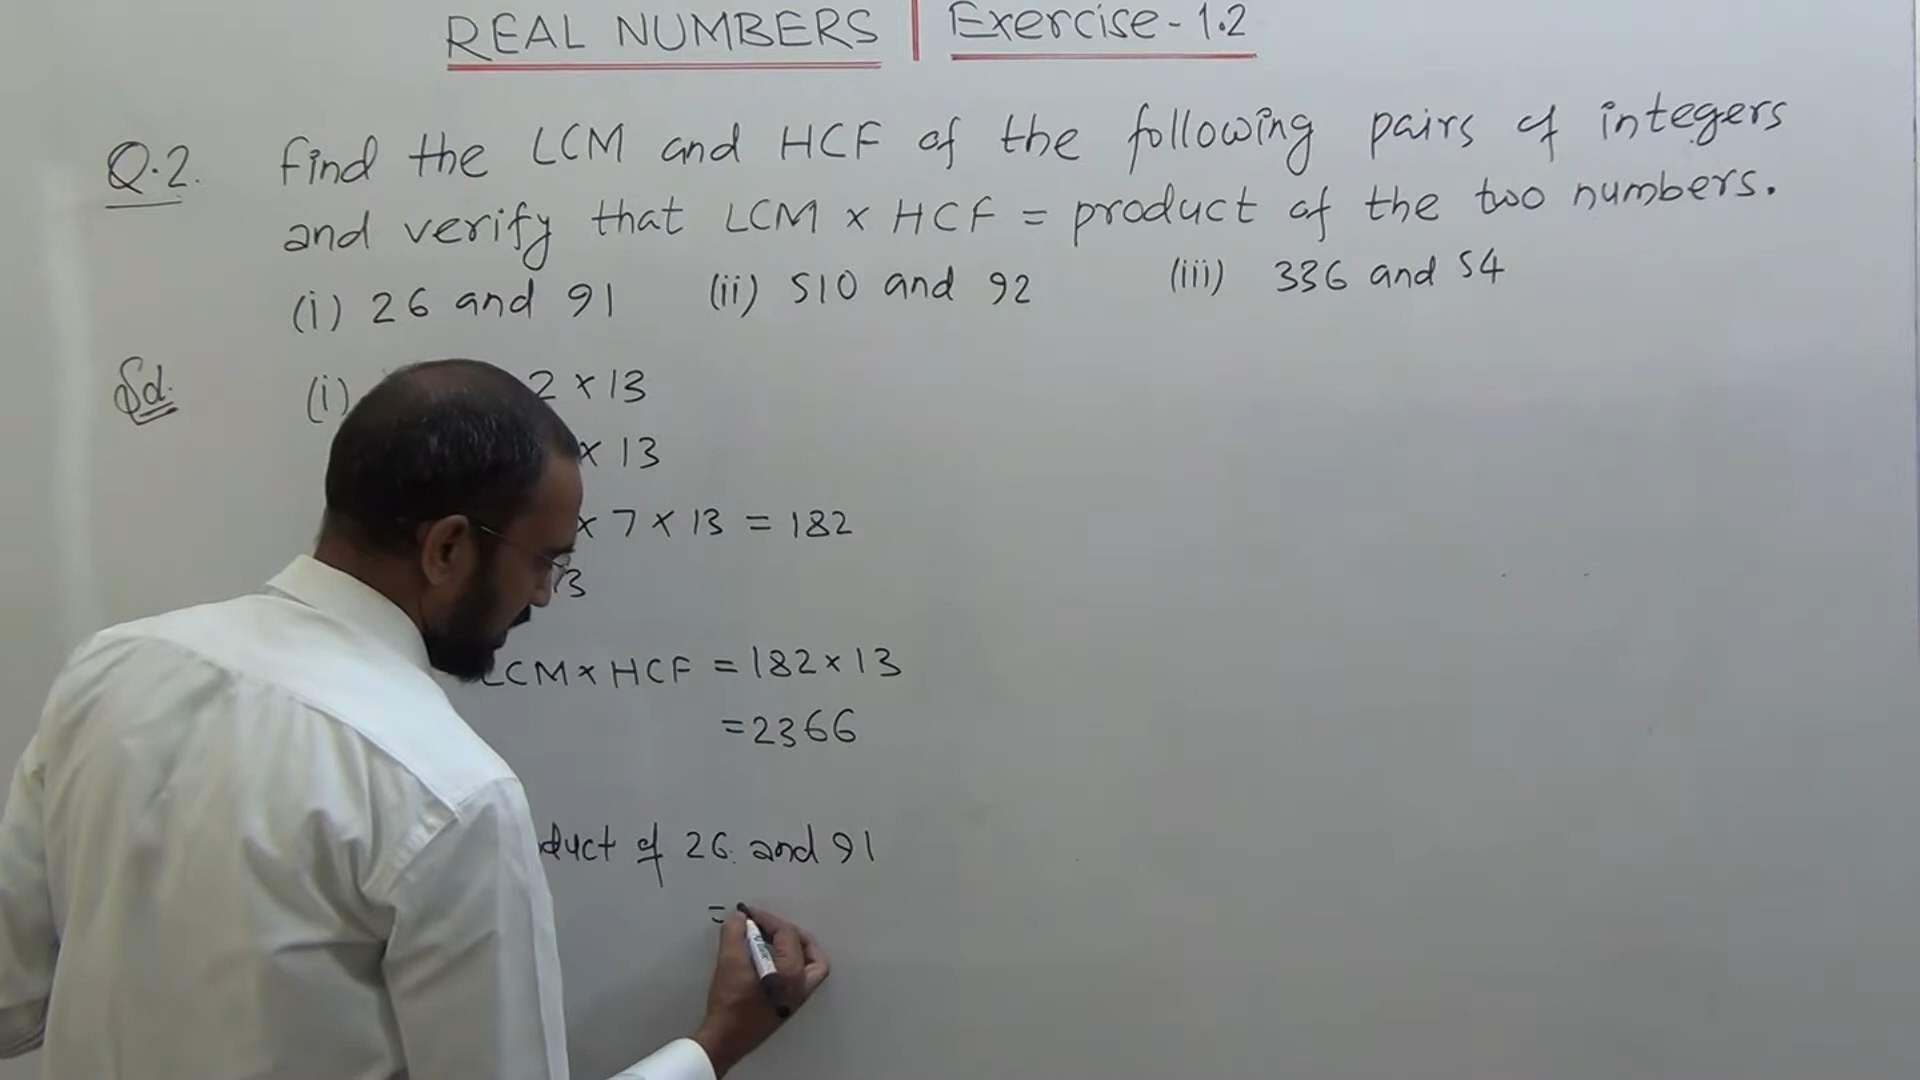 REAL NUMBERS | Exercise-1.2
Q.2. find the LCM and HCF of the following pairs of integers
and verify that LCM × HCF = product of the two numbers.
(i) 26 and 91 (ii) 510 and 92 (iii) 336 and 54
Sol. (i) 2 × 13
× 13
× 7 × 13 = 182
13
LCM × HCF = 182 × 13
= 2366
duct of 26 and 91
=